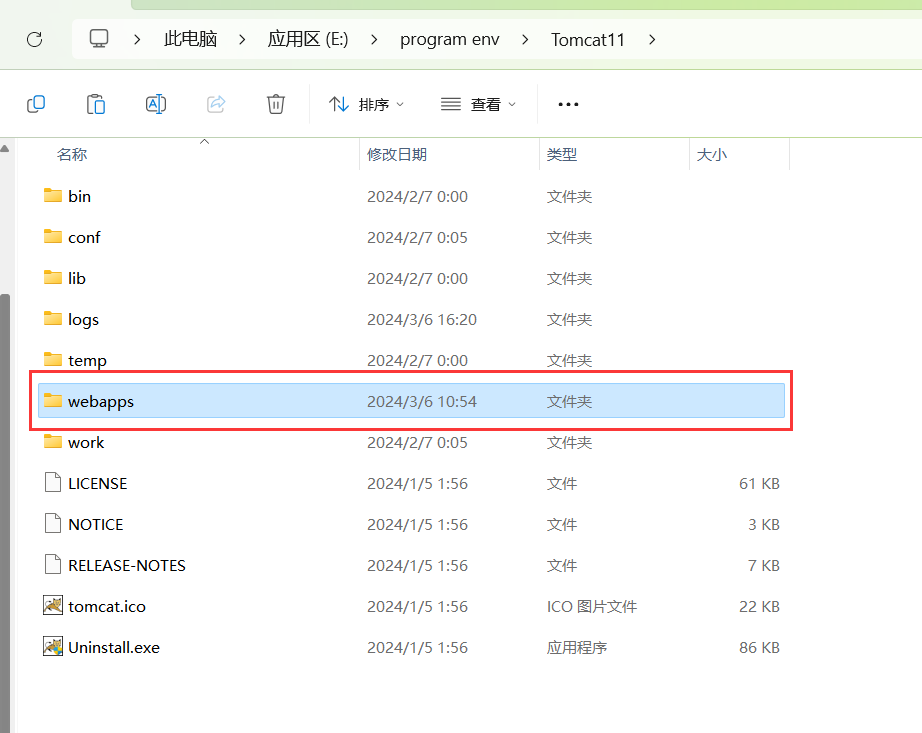 此电脑 应用区 (E:) program env Tomcat11
排序 查看
名称 修改日期 类型 大小
bin 2024/2/7 0:00 文件夹
conf 2024/2/7 0:05 文件夹
lib 2024/2/7 0:00 文件夹
logs 2024/3/6 16:20 文件夹
temp 2024/2/7 0:00 文件夹
webapps 2024/3/6 10:54 文件夹
work 2024/2/7 0:05 文件夹
LICENSE 2024/1/5 1:56 文件 61 KB
NOTICE 2024/1/5 1:56 文件 3 KB
RELEASE-NOTES 2024/1/5 1:56 文件 7 KB
tomcat.ico 2024/1/5 1:56 ICO 图片文件 22 KB
Uninstall.exe 2024/1/5 1:56 应用程序 86 KB